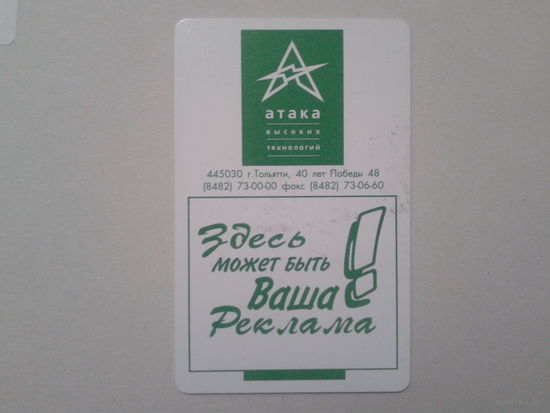 атака
высоких
технологий
445030 г.Тольятти, 40 лет Победы 48
(8482) 73-00-00 факс (8482) 73-06-60
Здесь
может быть
Ваша
Реклама!